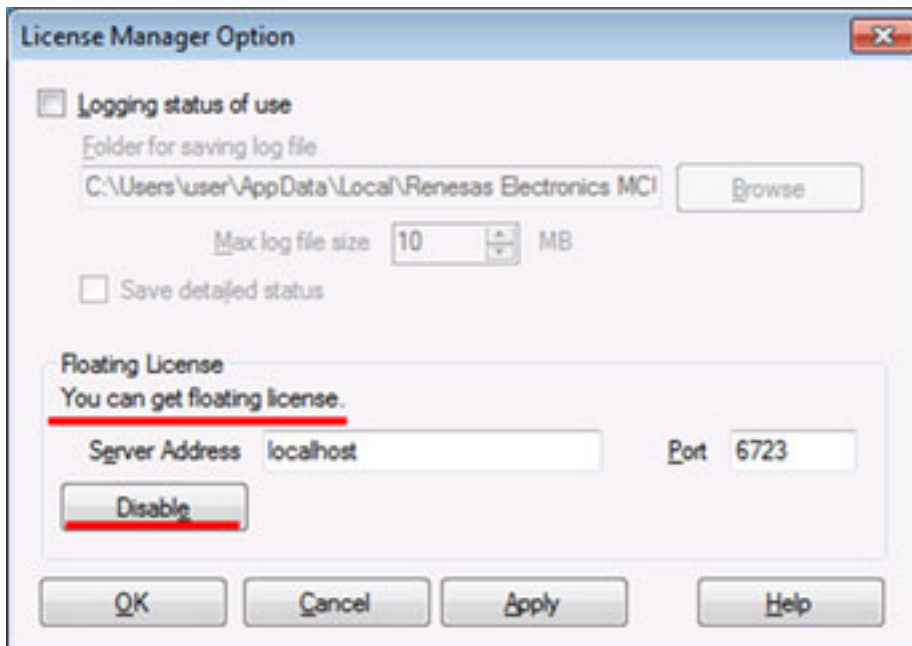 License Manager Option
Logging status of use
Folder for saving log file
C:\Users\user\AppData\Local\Renesas Electronics MCU Browse
Max log file size 10 MB
Save detailed status
Floating License
You can get floating license.
Server Address localhost Port 6723
Disable
OK Cancel Apply Help